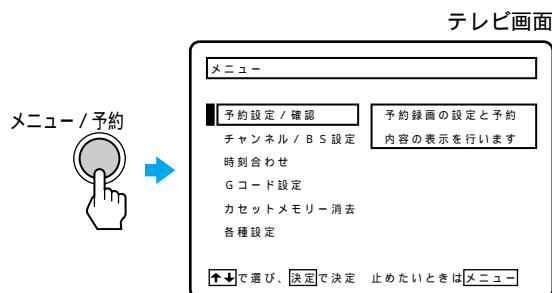 テレビ画面
メニュー
メニュー / 予約
予約設定 / 確認
予約録画の設定と予約
内容の表示を行います
チャンネル / BS設定
時刻合わせ
Gコード設定
カセットメモリー消去
各種設定
↑↓で選び、決定で決定 止めたいときはメニュー